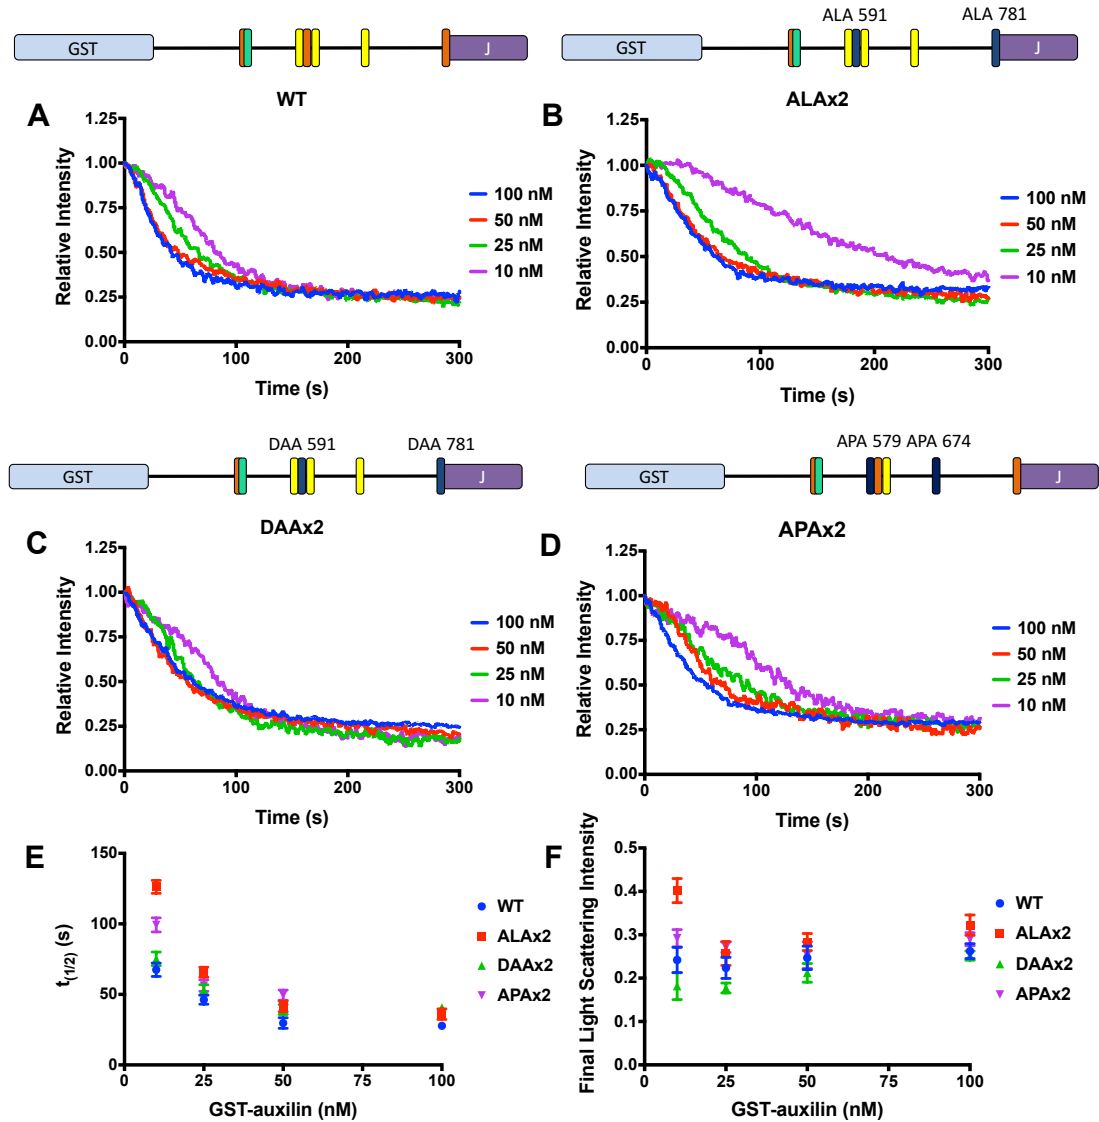 ALA 591 ALA 781
GST J GST J
WT ALAx2
A B
1.25
1.00
0.75
0.50
0.25
0.00
Relative Intensity
0 100 200 300
Time (s)
100 nM
50 nM
25 nM
10 nM
1.25
1.00
0.75
0.50
0.25
0.00
Relative Intensity
0 100 200 300
Time (s)
100 nM
50 nM
25 nM
10 nM
DAA 591 DAA 781 APA 579 APA 674
GST J GST J
DAAx2 APAx2
C D
1.25
1.00
0.75
0.50
0.25
0.00
Relative Intensity
0 100 200 300
Time (s)
100 nM
50 nM
25 nM
10 nM
1.25
1.00
0.75
0.50
0.25
0.00
Relative Intensity
0 100 200 300
Time (s)
100 nM
50 nM
25 nM
10 nM
E F
150
100
50
0
t(1/2) (s)
0 25 50 75 100
GST-auxilin (nM)
WT
ALAx2
DAAx2
APAx2
0.5
0.4
0.3
0.2
0.1
0.0
Final Light Scattering Intensity
0 25 50 75 100
GST-auxilin (nM)
WT
ALAx2
DAAx2
APAx2